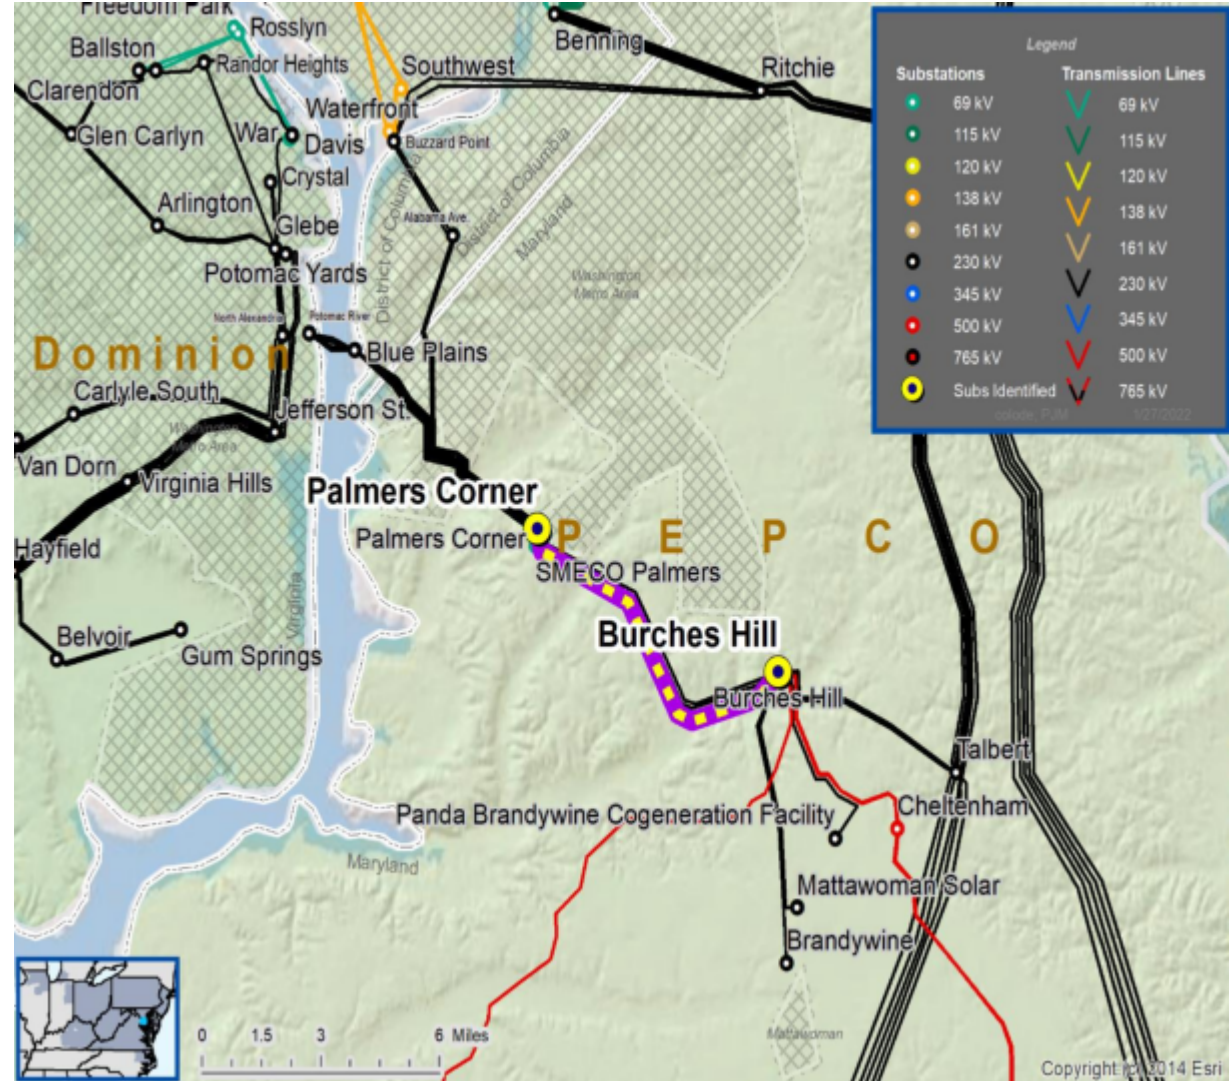 Freedom Park
Rosslyn
Ballston
Randor Heights
Clarendon
Glen Carlyn
War
Davis
Crystal
Arlington
Glebe
Potomac Yards
North Alexandria
Potomac River
Southwest
Waterfront
Buzzard Point
Alabama Ave.
Benning
Ritchie
District of Columbia
Maryland
District of Columbia
Washington
Metro Area
Dominion
Blue Plains
Carlyle South
Jefferson St.
Washington
Metro Area
Van Dorn
Virginia Hills
Hayfield
Belvoir
Gum Springs
Virginia
Palmers Corner
Palmers Corner
PEPCO
SMECO Palmers
Burches Hill
Burches Hill
Talbert
Cheltenham
Panda Brandywine Cogeneration Facility
Maryland
Mattawoman Solar
Brandywine
Mattawoman
Legend
Substations
69 kV
115 kV
120 kV
138 kV
161 kV
230 kV
345 kV
500 kV
765 kV
Subs Identified
Transmission Lines
69 kV
115 kV
120 kV
138 kV
161 kV
230 kV
345 kV
500 kV
765 kV
PJM 1/27/2022
0 1.5 3 6 Miles
Copyright 2014 Esri